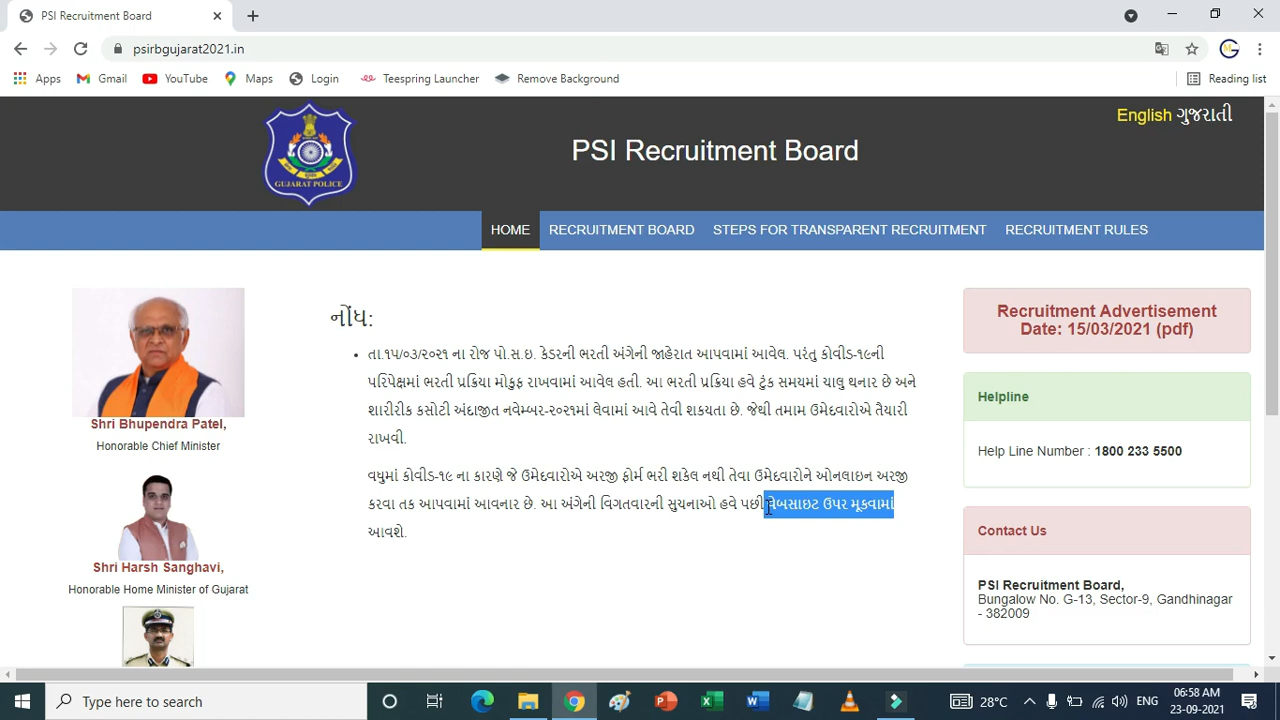 PSI Recruitment Board
psirbgujarat2021.in
Apps Gmail YouTube Maps Login Teespring Launcher Remove Background Reading list
English ગુજરાતી
GUJARAT POLICE
PSI Recruitment Board
HOME RECRUITMENT BOARD STEPS FOR TRANSPARENT RECRUITMENT RECRUITMENT RULES
Shri Bhupendra Patel,
Honorable Chief Minister
Shri Harsh Sanghavi,
Honorable Home Minister of Gujarat
નોંધ:
• તા.૧૫/૦૩/૨૦૨૧ ના રોજ પો.સ.ઇ. કેડરની ભરતી અંગેની જાહેરાત આપવામાં આવેલ. પરંતુ કોવીડ-૧૯ની
પરિપેક્ષમાં ભરતી પ્રક્રિયા મોકુફ રાખવામાં આવેલ હતી. આ ભરતી પ્રક્રિયા હવે ટુંક સમયમાં ચાલુ થનાર છે અને
શારીરીક કસોટી અંદાજીત નવેમ્બર-૨૦૨૧માં લેવામાં આવે તેવી શકયતા છે. જેથી તમામ ઉમેદવારોએ તૈયારી
રાખવી.
વધુમાં કોવીડ-૧૯ ના કારણે જે ઉમેદવારોએ અરજી ફોર્મ ભરી શકેલ નથી તેવા ઉમેદવારોને ઓનલાઇન અરજી
કરવા તક આપવામાં આવનાર છે. આ અંગેની વિગતવારની સુચનાઓ હવે પછી વેબસાઇટ ઉપર મૂકવામાં
આવશે.
Recruitment Advertisement
Date: 15/03/2021 (pdf)
Helpline
Help Line Number : 1800 233 5500
Contact Us
PSI Recruitment Board,
Bungalow No. G-13, Sector-9, Gandhinagar
- 382009
Type here to search
28°C ENG
06:58 AM
23-09-2021